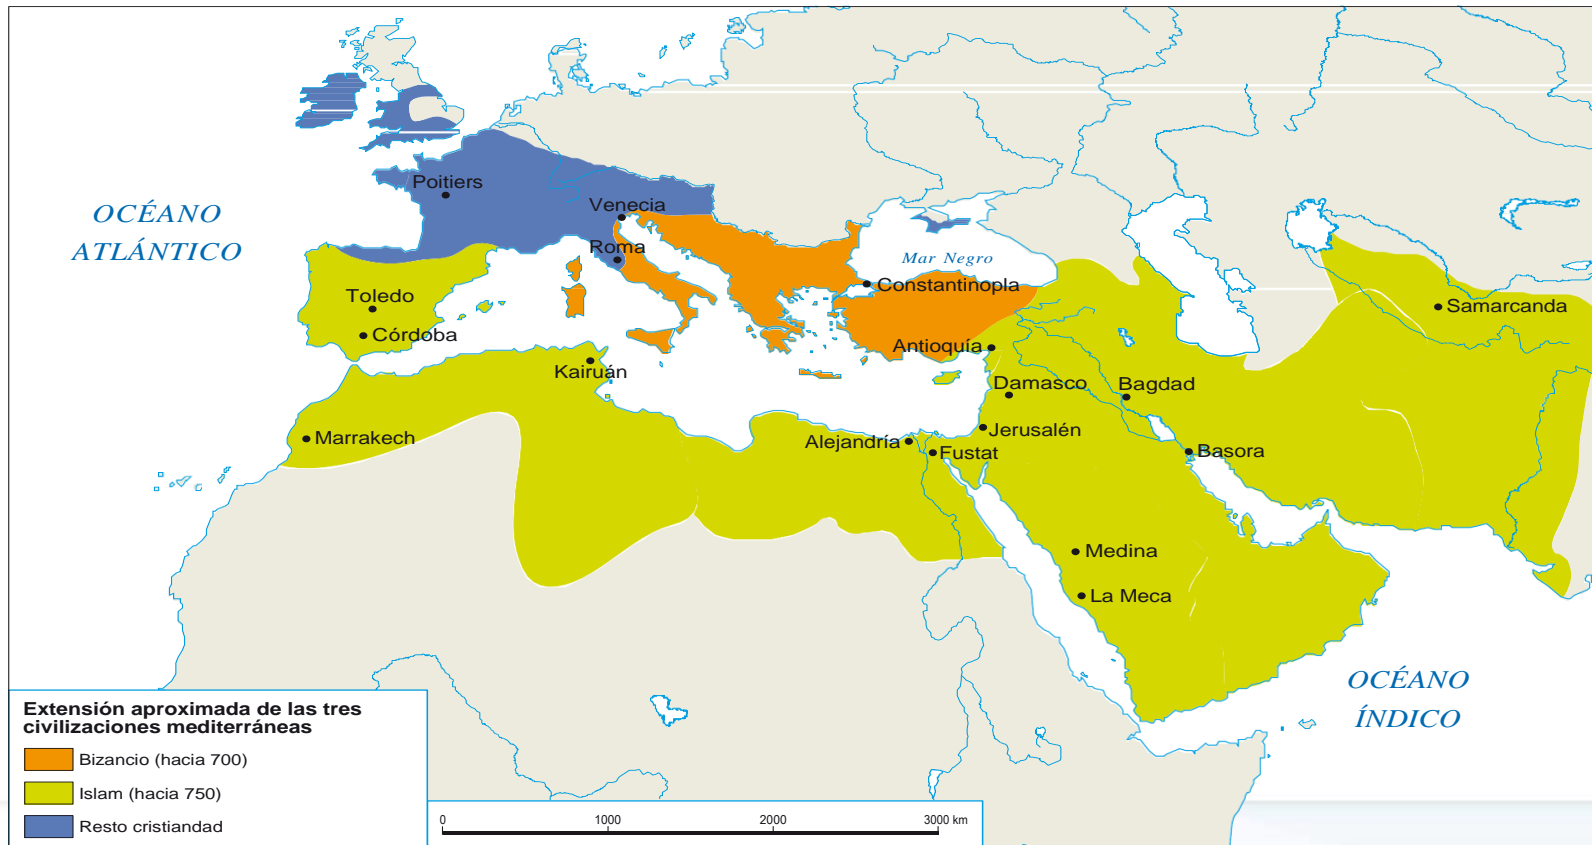 Poitiers
OCÉANO
ATLÁNTICO
Venecia
Roma
Mar Negro
Constantinopla
Toledo
Samarcanda
Córdoba
Antioquía
Kairuán
Damasco
Bagdad
Marrakech
Alejandría
Jerusalén
Fustat
Basora
Medina
La Meca
OCÉANO
ÍNDICO
Extensión aproximada de las tres
civilizaciones mediterráneas
Bizancio (hacia 700)
Islam (hacia 750)
Resto cristiandad
0 1000 2000 3000 km